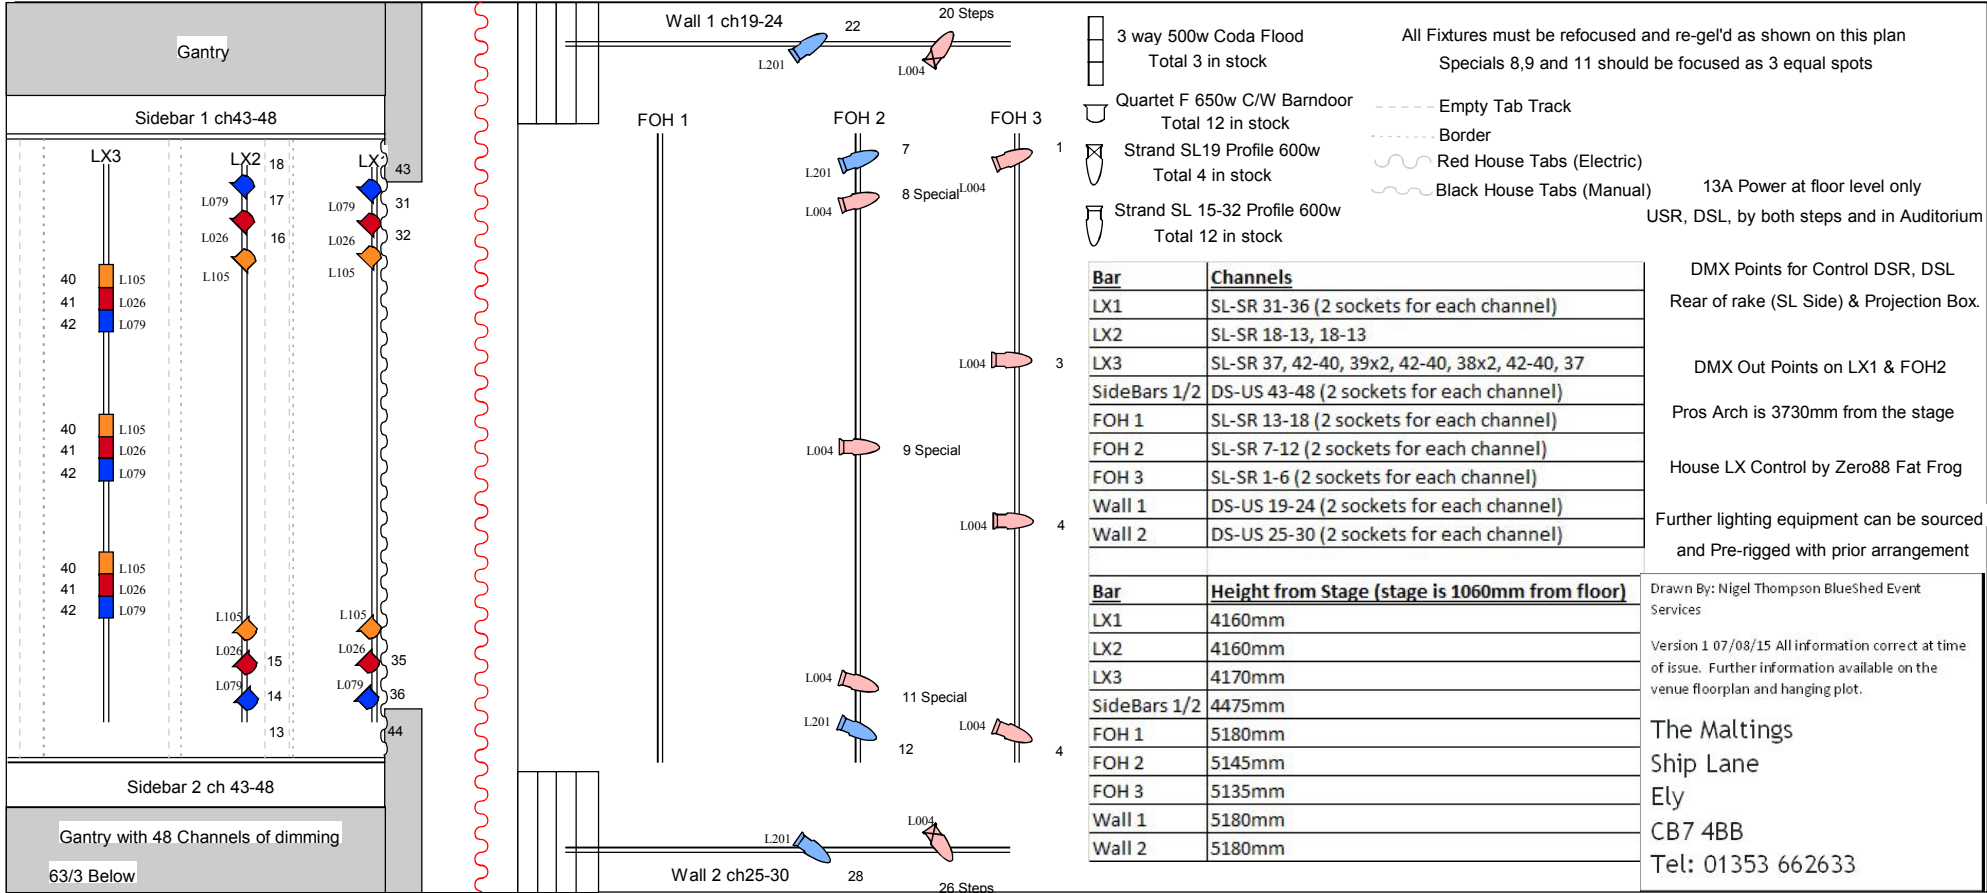 Gantry
Sidebar 1 ch43-48
LX3
LX2
18
43
L079
17
L079
31
L026
16
L026
32
L105
L105
40 L105
41 L026
42 L079
40 L105
41 L026
42 L079
40 L105
41 L026
42 L079
L105
L105
L026
15
L026
35
L079
14
L079
36
13
44
Sidebar 2 ch 43-48
Gantry with 48 Channels of dimming
63/3 Below
Wall 1 ch19-24
22
20 Steps
L201
L004
FOH 1
FOH 2
FOH 3
7
L201
8 Special
L004
1
L004
L004
3
L004
9 Special
L004
4
L004
11 Special
L201
12
L004
4
L201
L004
Wall 2 ch25-30
28
26 Steps
3 way 500w Coda Flood
Total 3 in stock
Quartet F 650w C/W Barndoor
Total 12 in stock
Strand SL19 Profile 600w
Total 4 in stock
Strand SL 15-32 Profile 600w
Total 12 in stock
All Fixtures must be refocused and re-gel'd as shown on this plan
Specials 8,9 and 11 should be focused as 3 equal spots
Empty Tab Track
Border
Red House Tabs (Electric)
Black House Tabs (Manual)
13A Power at floor level only
USR, DSL, by both steps and in Auditorium
DMX Points for Control DSR, DSL
Rear of rake (SL Side) & Projection Box.
DMX Out Points on LX1 & FOH2
Pros Arch is 3730mm from the stage
House LX Control by Zero88 Fat Frog
Further lighting equipment can be sourced
and Pre-rigged with prior arrangement
Bar Channels
LX1 SL-SR 31-36 (2 sockets for each channel)
LX2 SL-SR 18-13, 18-13
LX3 SL-SR 37, 42-40, 39x2, 42-40, 38x2, 42-40, 37
SideBars 1/2 DS-US 43-48 (2 sockets for each channel)
FOH 1 SL-SR 13-18 (2 sockets for each channel)
FOH 2 SL-SR 7-12 (2 sockets for each channel)
FOH 3 SL-SR 1-6 (2 sockets for each channel)
Wall 1 DS-US 19-24 (2 sockets for each channel)
Wall 2 DS-US 25-30 (2 sockets for each channel)
Bar Height from Stage (stage is 1060mm from floor)
LX1 4160mm
LX2 4160mm
LX3 4170mm
SideBars 1/2 4475mm
FOH 1 5180mm
FOH 2 5145mm
FOH 3 5135mm
Wall 1 5180mm
Wall 2 5180mm
Drawn By: Nigel Thompson BlueShed Event
Services
Version 1 07/08/15 All information correct at time
of issue. Further information available on the
venue floorplan and hanging plot.
The Maltings
Ship Lane
Ely
CB7 4BB
Tel: 01353 662633